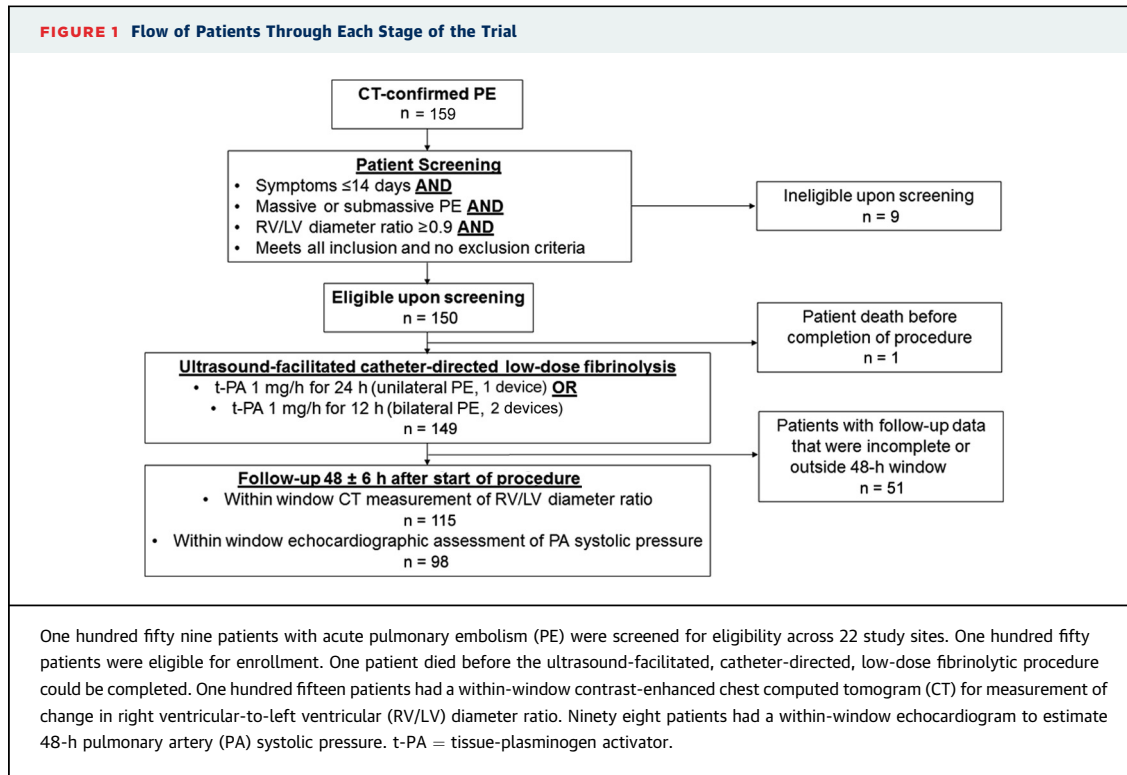 FIGURE 1 Flow of Patients Through Each Stage of the Trial
CT-confirmed PE
n = 159
Patient Screening
• Symptoms ≤14 days AND
• Massive or submassive PE AND
• RV/LV diameter ratio ≥0.9 AND
• Meets all inclusion and no exclusion criteria
Ineligible upon screening
n = 9
Eligible upon screening
n = 150
Patient death before
completion of procedure
n = 1
Ultrasound-facilitated catheter-directed low-dose fibrinolysis
• t-PA 1 mg/h for 24 h (unilateral PE, 1 device) OR
• t-PA 1 mg/h for 12 h (bilateral PE, 2 devices)
n = 149
Patients with follow-up data
that were incomplete or
outside 48-h window
n = 51
Follow-up 48 ± 6 h after start of procedure
• Within window CT measurement of RV/LV diameter ratio
n = 115
• Within window echocardiographic assessment of PA systolic pressure
n = 98
One hundred fifty nine patients with acute pulmonary embolism (PE) were screened for eligibility across 22 study sites. One hundred fifty
patients were eligible for enrollment. One patient died before the ultrasound-facilitated, catheter-directed, low-dose fibrinolytic procedure
could be completed. One hundred fifteen patients had a within-window contrast-enhanced chest computed tomogram (CT) for measurement of
change in right ventricular-to-left ventricular (RV/LV) diameter ratio. Ninety eight patients had a within-window echocardiogram to estimate
48-h pulmonary artery (PA) systolic pressure. t-PA = tissue-plasminogen activator.